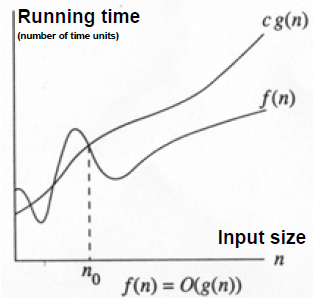 Running time
(number of time units)
c g(n)
f(n)
Input size
n
n0
f(n) = O(g(n))